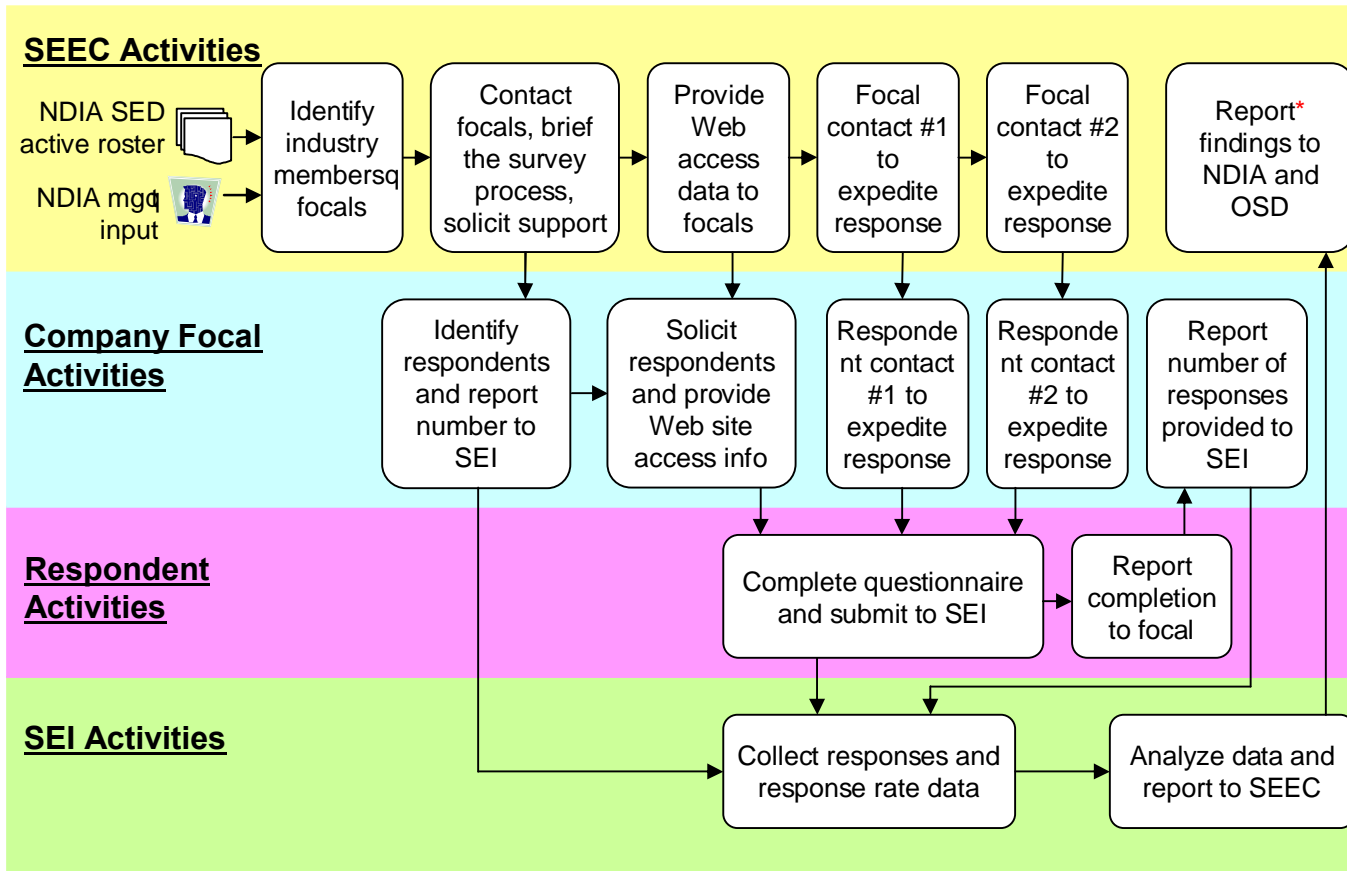 SEEC Activities
NDIA SED
active roster
NDIA mgq
input
Identify
industry
membersq
focals
Contact
focals, brief
the survey
process,
solicit support
Provide
Web
access
data to
focals
Focal
contact #1
to
expedite
response
Focal
contact #2
to
expedite
response
Report*
findings to
NDIA and
OSD
Company Focal
Activities
Identify
respondents
and report
number to
SEI
Solicit
respondents
and provide
Web site
access info
Responde
nt contact
#1 to
expedite
response
Responde
nt contact
#2 to
expedite
response
Report
number of
responses
provided to
SEI
Respondent
Activities
Complete questionnaire
and submit to SEI
Report
completion
to focal
SEI Activities
Collect responses and
response rate data
Analyze data and
report to SEEC